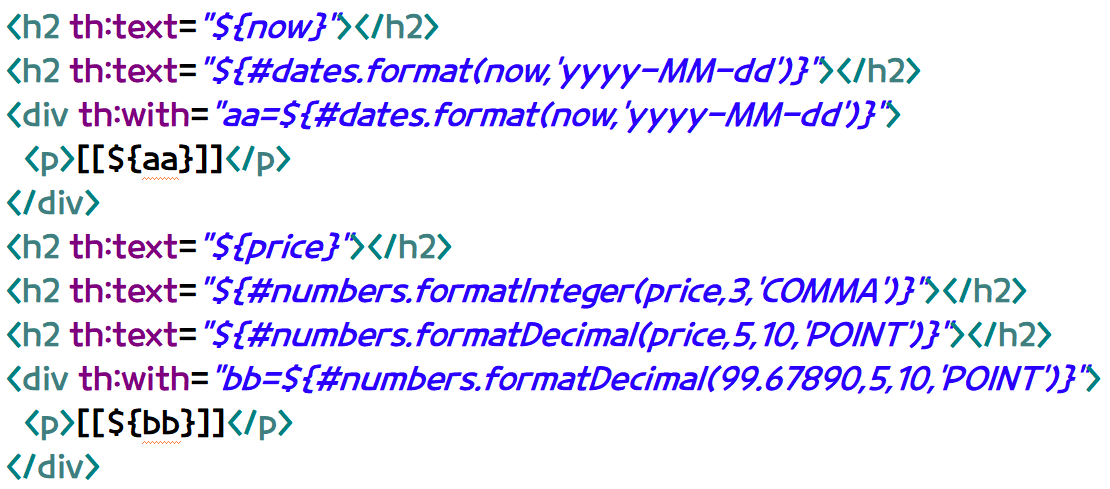 <h2 th:text="${now}"></h2>
<h2 th:text="${#dates.format(now,'yyyy-MM-dd')}"></h2>
<div th:with="aa=${#dates.format(now,'yyyy-MM-dd')}">
<p>[[${aa}]]</p>
</div>
<h2 th:text="${price}"></h2>
<h2 th:text="${#numbers.formatInteger(price,3,'COMMA')}"></h2>
<h2 th:text="${#numbers.formatDecimal(price,5,10,'POINT')}"></h2>
<div th:with="bb=${#numbers.formatDecimal(99.67890,5,10,'POINT')}">
<p>[[${bb}]]</p>
</div>